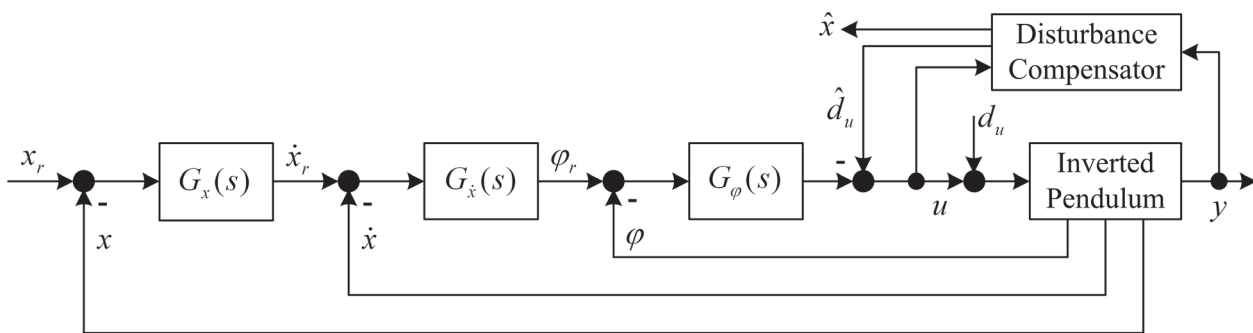 x̂
Disturbance
Compensator
d̂_u
d_u
x_r
G_x(s)
ẋ_r
G_ẋ(s)
φ_r
G_φ(s)
-
Inverted
Pendulum
-
x
-
ẋ
-
φ
u
y